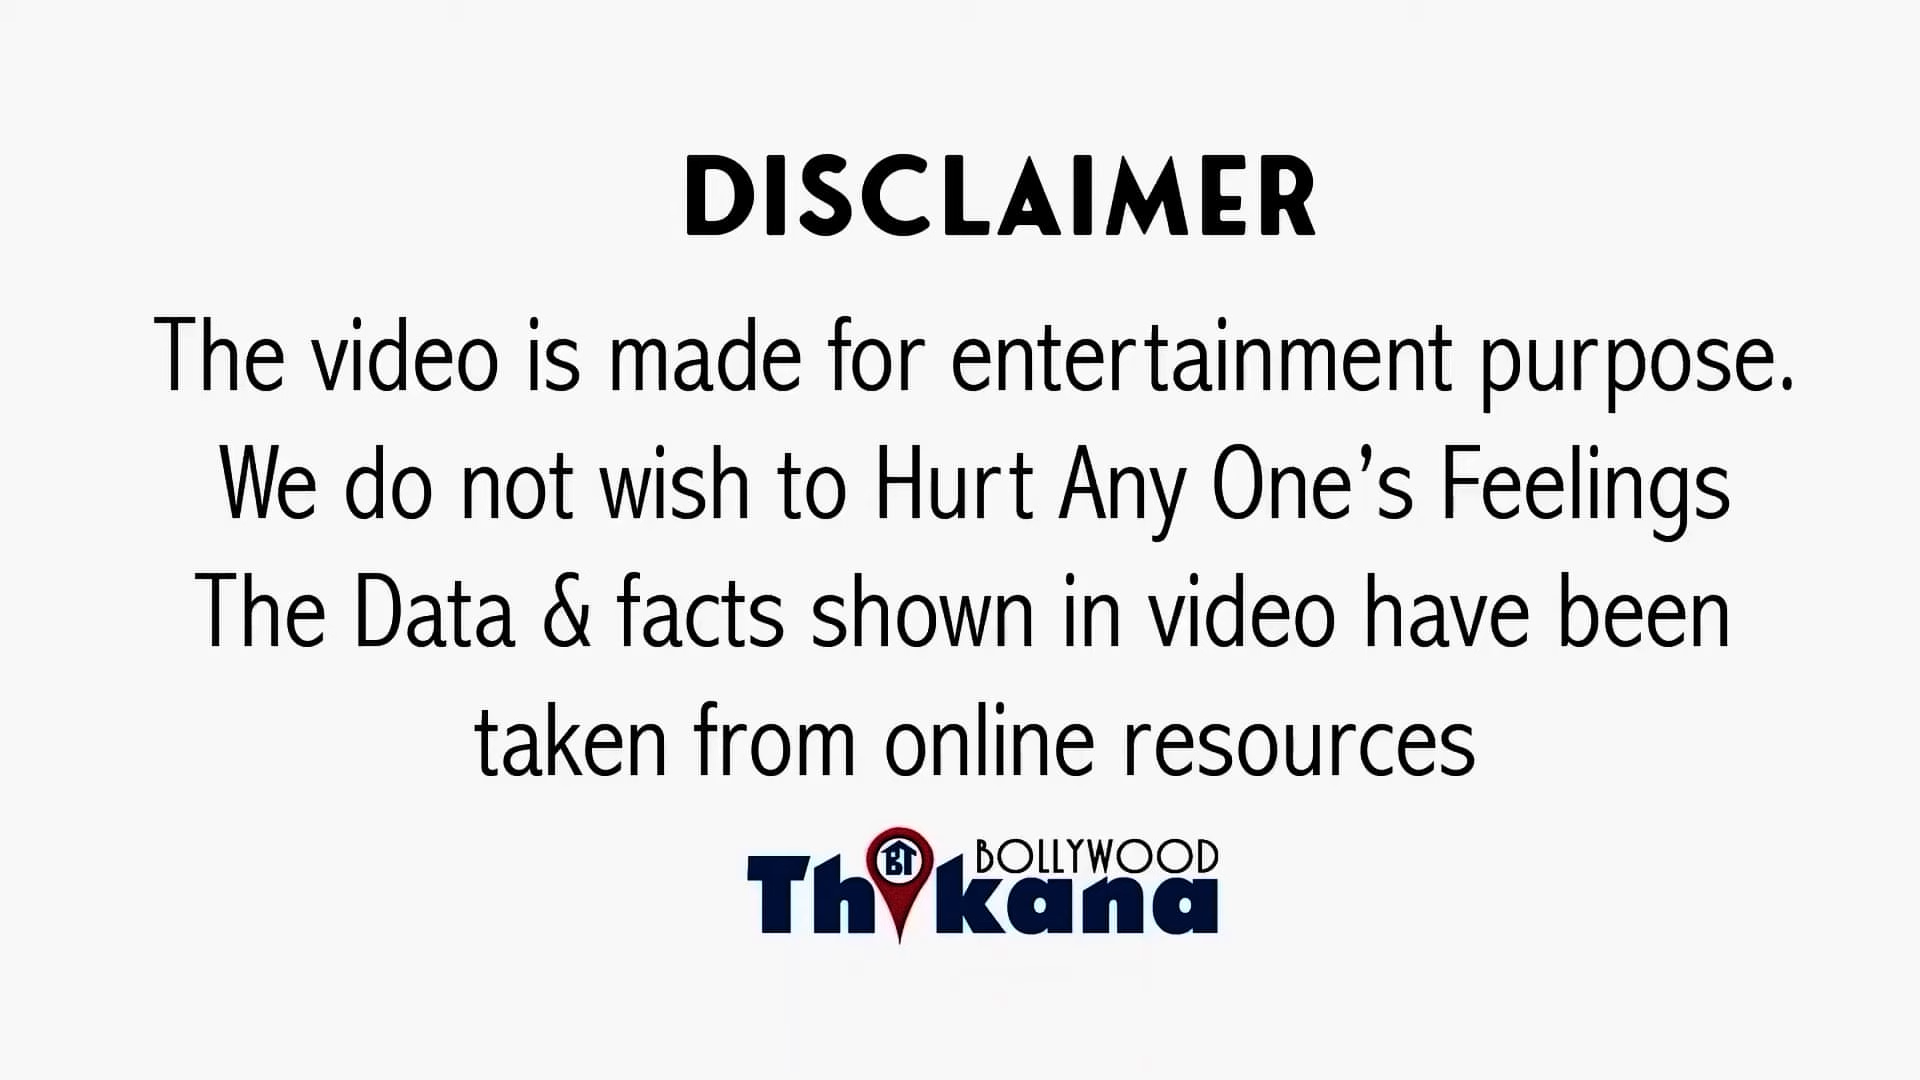 DISCLAIMER
The video is made for entertainment purpose.
We do not wish to Hurt Any One’s Feelings
The Data & facts shown in video have been
taken from online resources
BOLLYWOOD
BT
Thikana